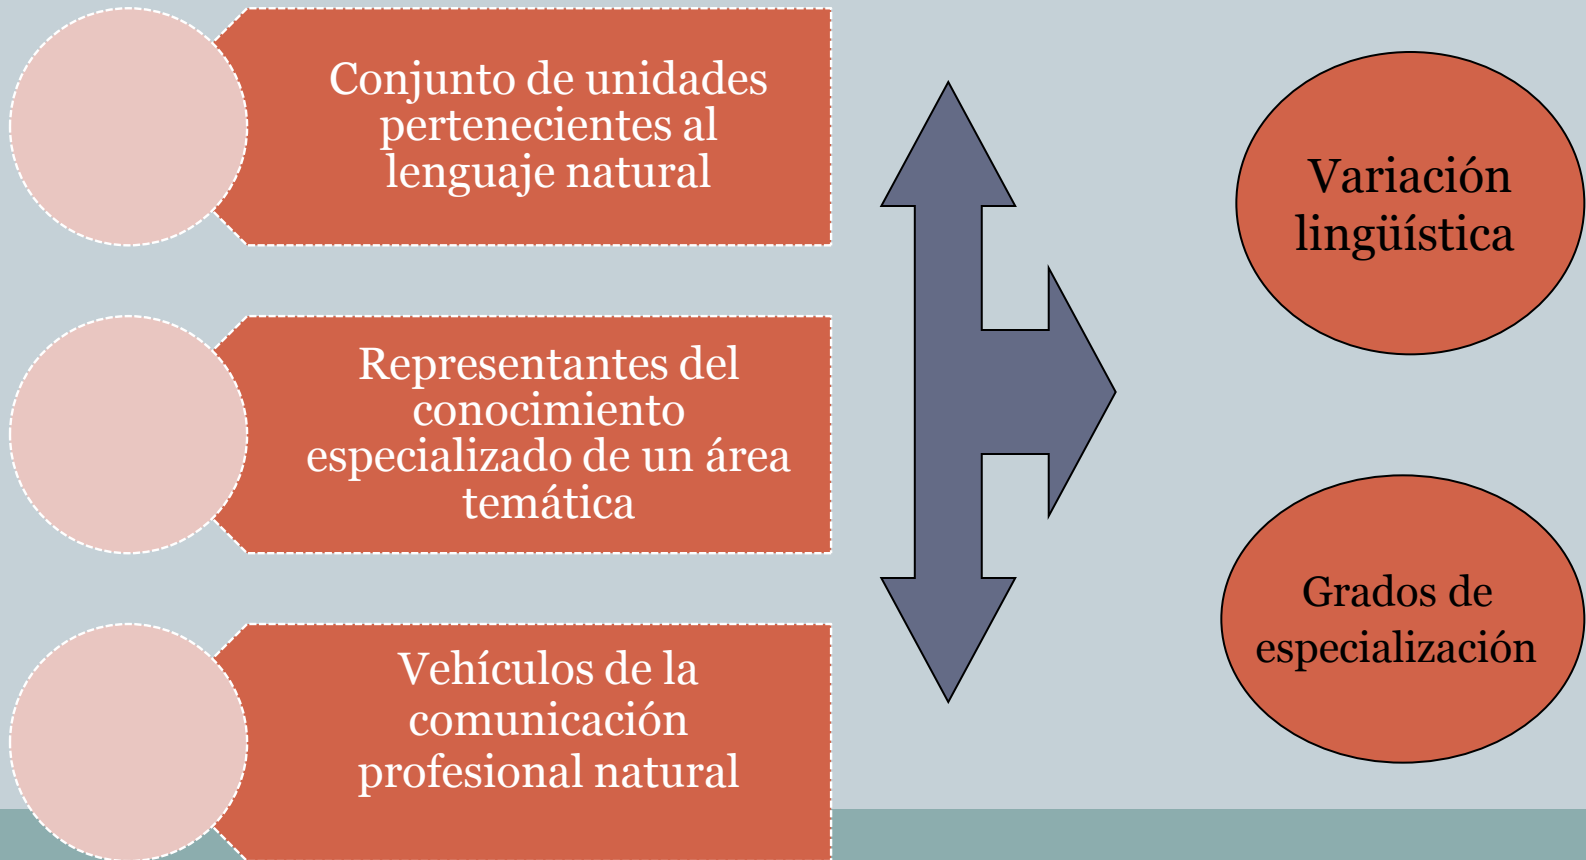 Conjunto de unidades
pertenecientes al
lenguaje natural
Representantes del
conocimiento
especializado de un área
temática
Vehículos de la
comunicación
profesional natural
Variación
lingüística
Grados de
especialización